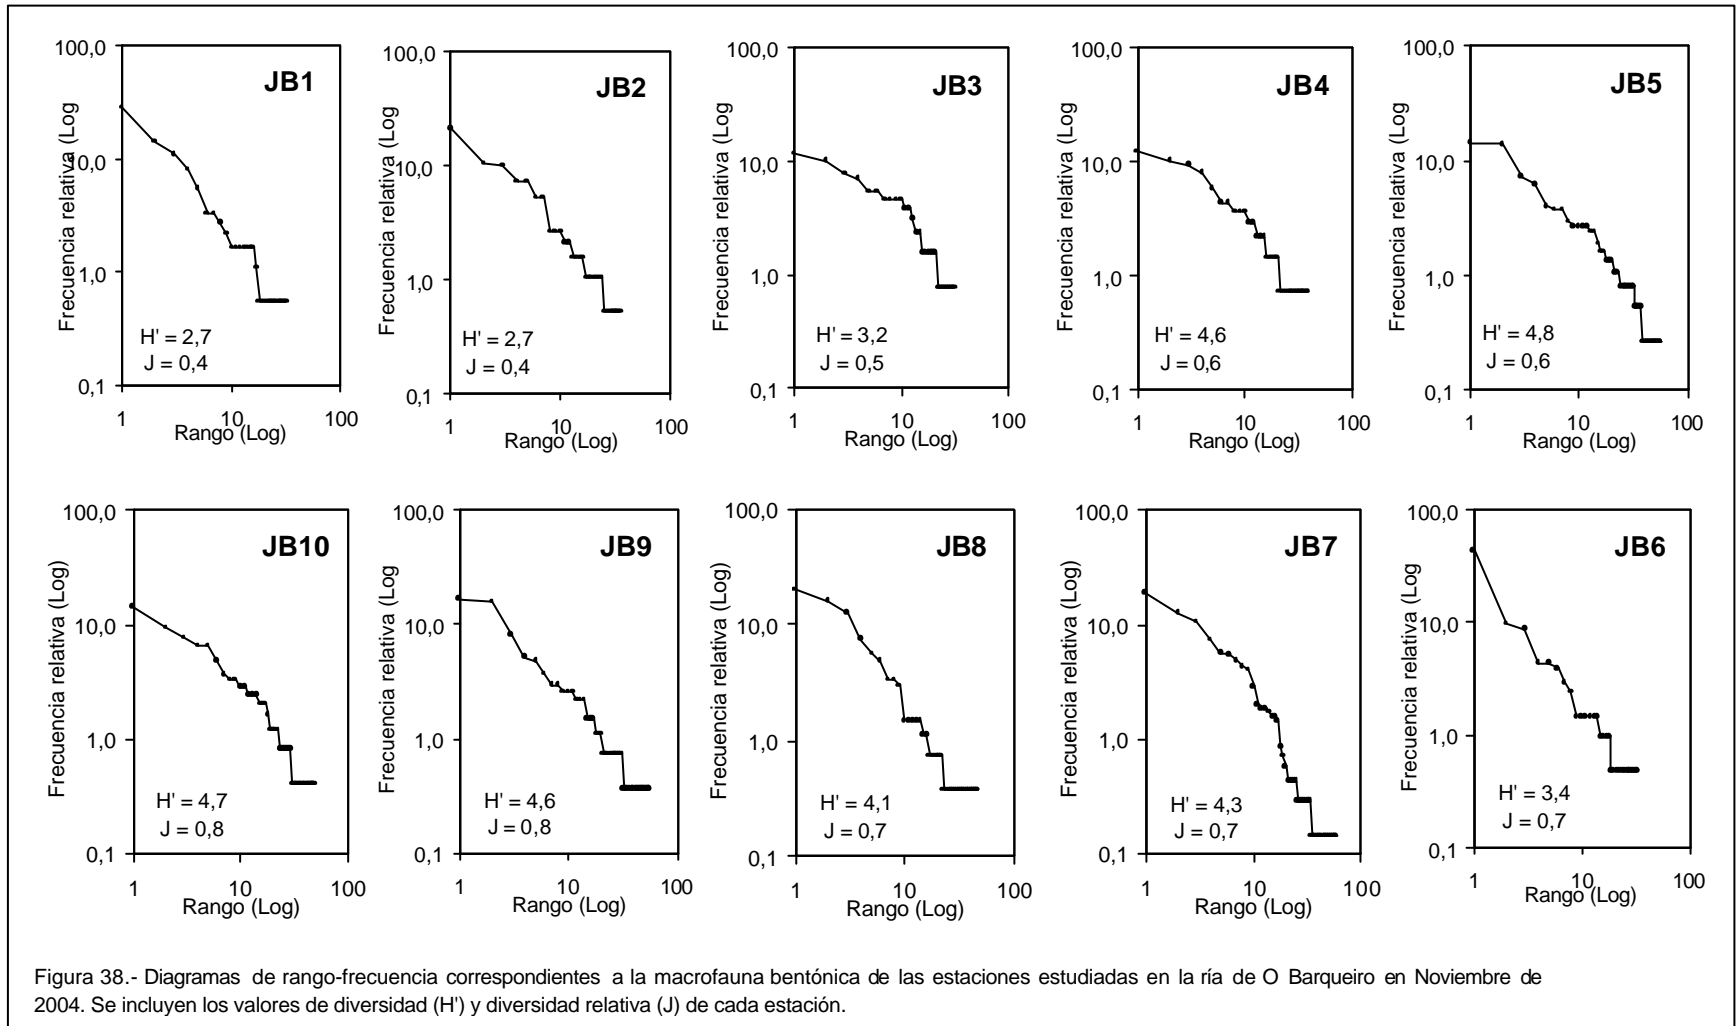 JB1
Frecuencia relativa (Log
100,0
10,0
1,0
0,1
H' = 2,7
J = 0,4
1 10 100
Rango (Log)
JB2
Frecuencia relativa (Log
100,0
10,0
1,0
0,1
H' = 2,7
J = 0,4
1 10 100
Rango (Log)
JB3
Frecuencia relativa (Log
100,0
10,0
1,0
0,1
H' = 3,2
J = 0,5
1 10 100
Rango (Log)
JB4
Frecuencia relativa (Log
100,0
10,0
1,0
0,1
H' = 4,6
J = 0,6
1 10 100
Rango (Log)
JB5
Frecuencia relativa (Log
100,0
10,0
1,0
0,1
H' = 4,8
J = 0,6
1 10 100
Rango (Log)
JB10
Frecuencia relativa (Log)
100,0
10,0
1,0
0,1
H' = 4,7
J = 0,8
1 10 100
Rango (Log)
JB9
Frecuencia relativa (Log
100,0
10,0
1,0
0,1
H' = 4,6
J = 0,8
1 10 100
Rango (Log)
JB8
Frecuencia relativa (Log)
100,0
10,0
1,0
0,1
H' = 4,1
J = 0,7
1 10 100
Rango (Log)
JB7
Frecuencia relativa (Log
100,0
10,0
1,0
0,1
H' = 4,3
J = 0,7
1 10 100
Rango (Log)
JB6
Frecuencia relativa (Log
100,0
10,0
1,0
0,1
H' = 3,4
J = 0,7
1 10 100
Rango (Log)
Figura 38.- Diagramas de rango-frecuencia correspondientes a la macrofauna bentónica de las estaciones estudiadas en la ría de O Barqueiro en Noviembre de
2004. Se incluyen los valores de diversidad (H') y diversidad relativa (J) de cada estación.